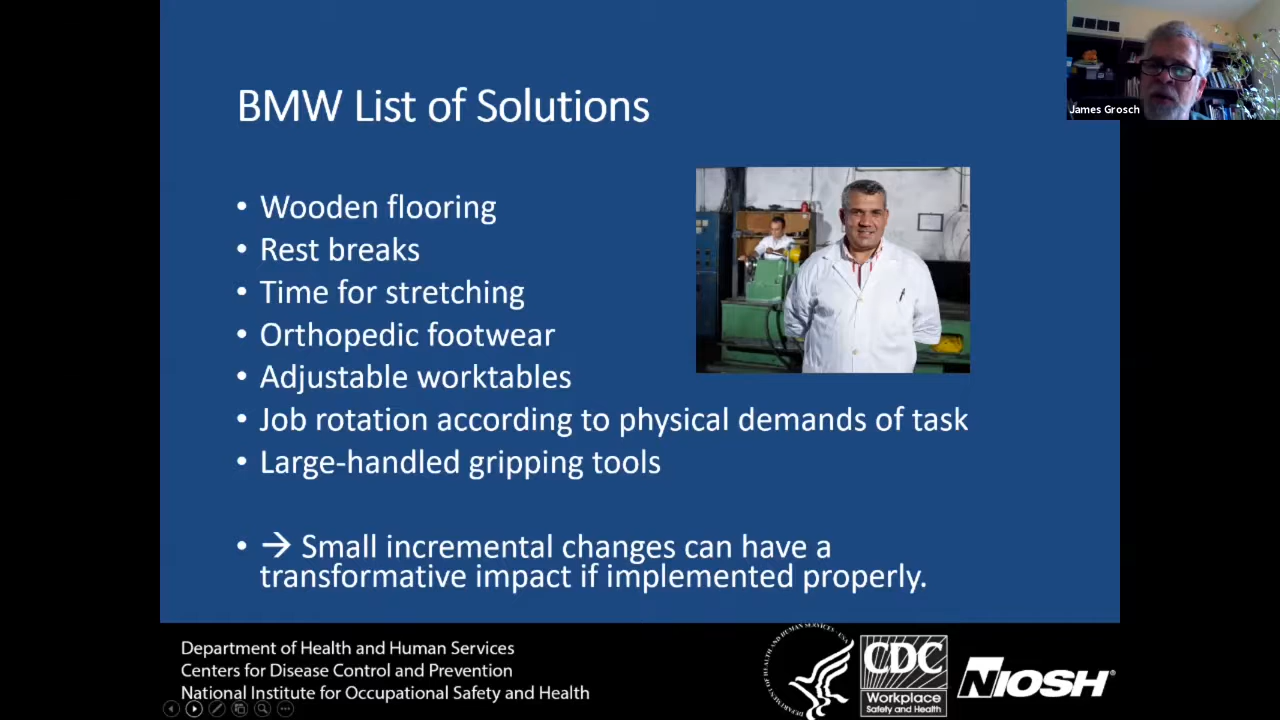 BMW List of Solutions
James Grosch
• Wooden flooring
• Rest breaks
• Time for stretching
• Orthopedic footwear
• Adjustable worktables
• Job rotation according to physical demands of task
• Large-handled gripping tools
• → Small incremental changes can have a
transformative impact if implemented properly.
Department of Health and Human Services
Centers for Disease Control and Prevention
National Institute for Occupational Safety and Health
CDC
Workplace
Safety and Health
NIOSH®